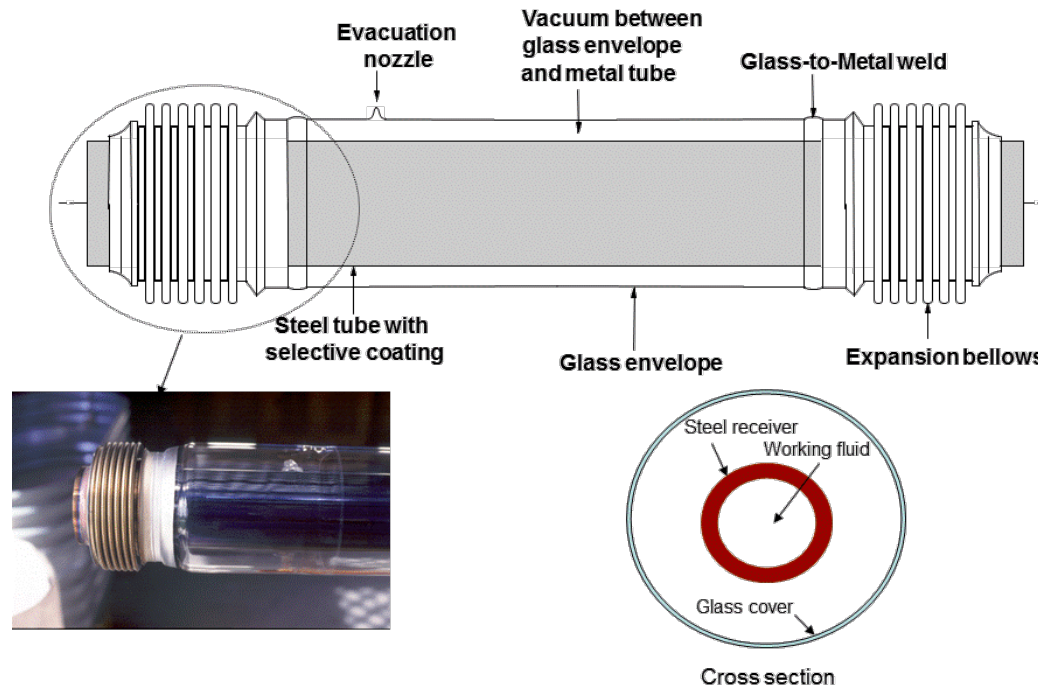 Evacuation
nozzle
Vacuum between
glass envelope
and metal tube
Glass-to-Metal weld
Steel tube with
selective coating
Glass envelope
Expansion bellows
Steel receiver
Working fluid
Glass cover
Cross section